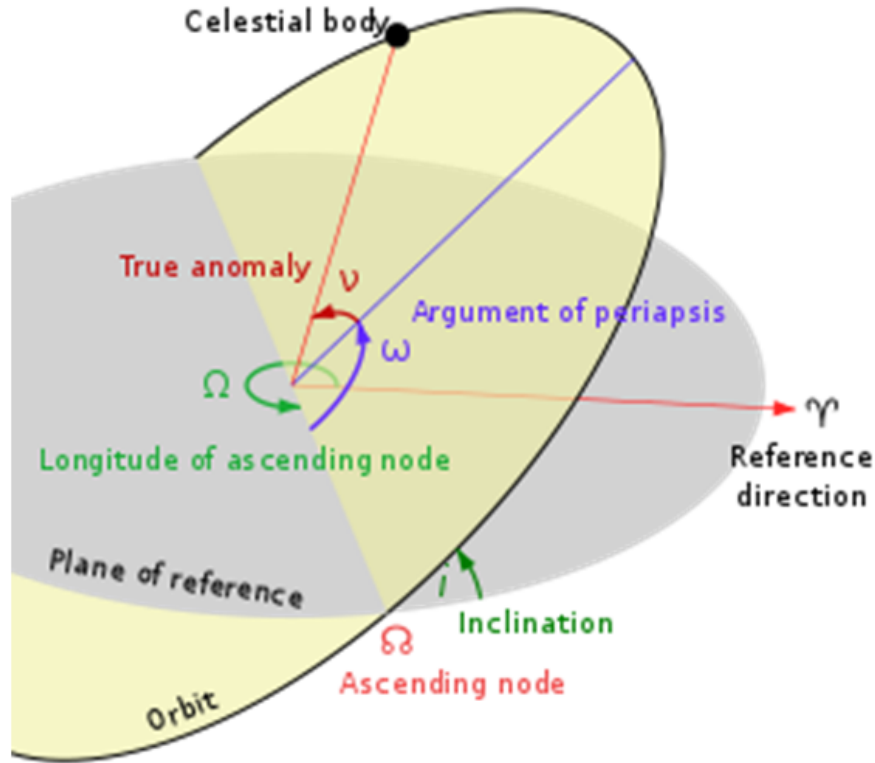 Celestial body
True anomaly
ν
Argument of periapsis
ω
Ω
Longitude of ascending node
♈
Reference
direction
Plane of reference
i
Inclination
☊
Ascending node
Orbit